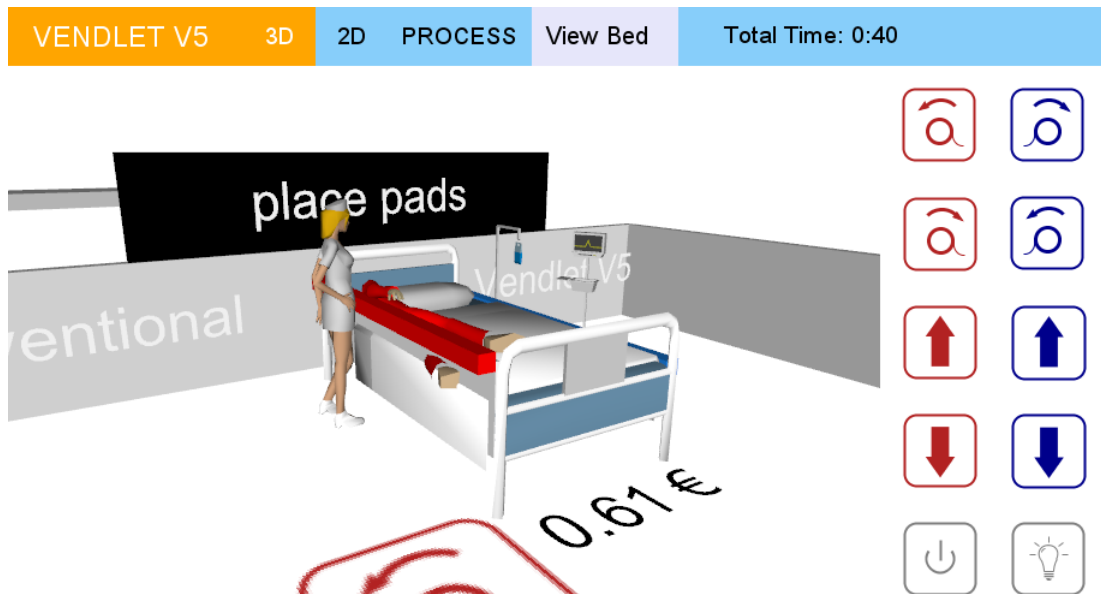 VENDLET V5 3D 2D PROCESS View Bed Total Time: 0:40
place pads
ventional
Vendlet V5
0.61 €